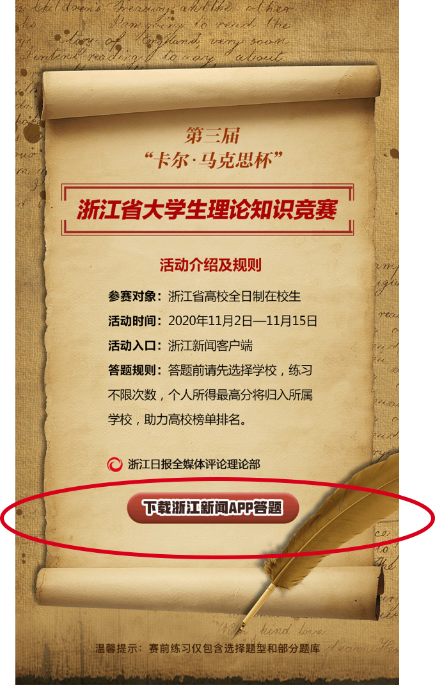 第三届
“卡尔·马克思杯”
浙江省大学生理论知识竞赛
活动介绍及规则
参赛对象：浙江省高校全日制在校生
活动时间：2020年11月2日—11月15日
活动入口：浙江新闻客户端
答题规则：答题前请先选择学校，练习
不限次数，个人所得最高分将归入所属
学校，助力高校榜单排名。
浙江日报全媒体评论理论部
下载浙江新闻APP答题
温馨提示：赛前练习仅包含选择题型和部分题库